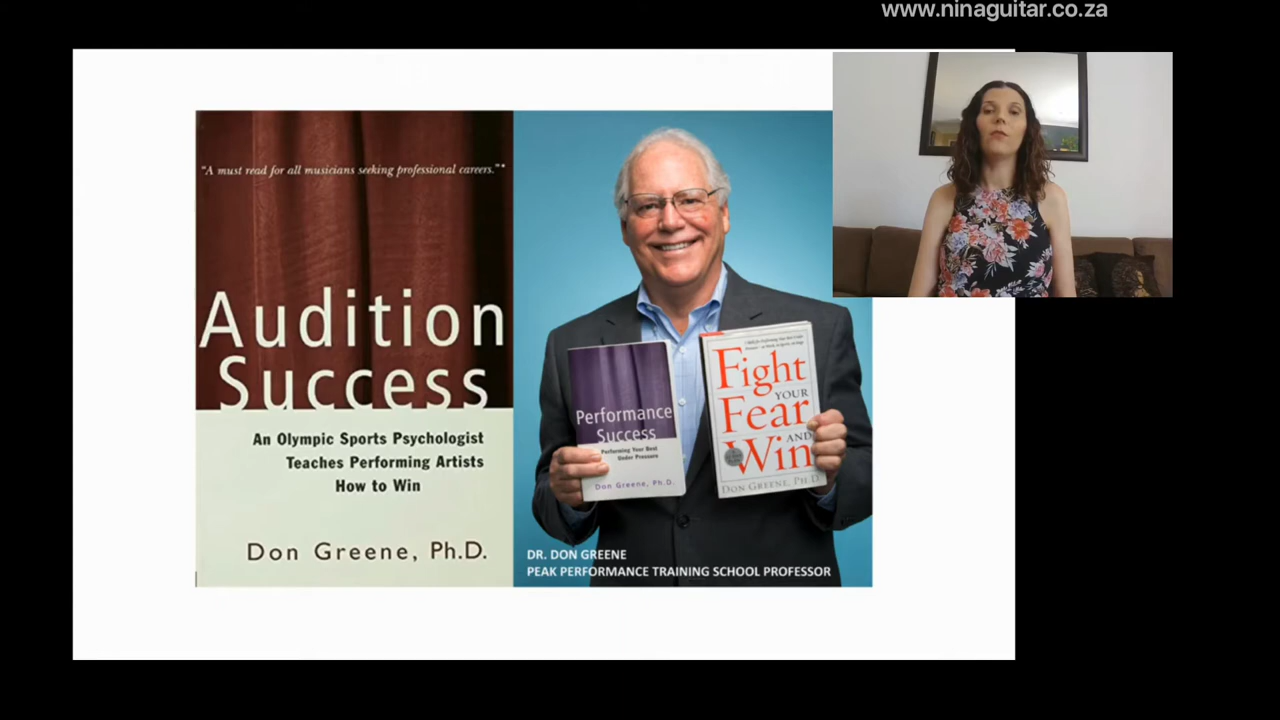 www.ninaguitar.co.za
"A must read for all musicians seeking professional careers."*
Audition
Success
An Olympic Sports Psychologist
Teaches Performing Artists
How to Win
Don Greene, Ph.D.
Performance
Success
Performing Your Best
Under Pressure
Don Greene, Ph.D.
Fight
YOUR
Fear
AND
Win
DON GREENE, PH.D.
DR. DON GREENE
PEAK PERFORMANCE TRAINING SCHOOL PROFESSOR